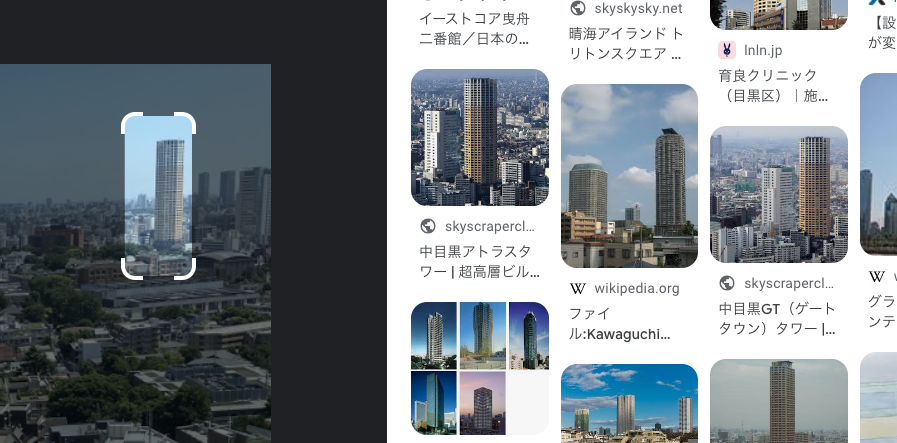 イーストコア曳舟
二番館／日本の...
skyscrapercl...
中目黒アトラスタ
ワー | 超高層ビル...
skyskysky.net
晴海アイランド ト
リトンスクエア ...
wikipedia.org
ファイ
ル:Kawaguchi...
lnln.jp
育良クリニック
（目黒区）｜施...
skyscrapercl...
中目黒GT（ゲート
タウン）タワー |...
【設
が変
グラ
ンテ